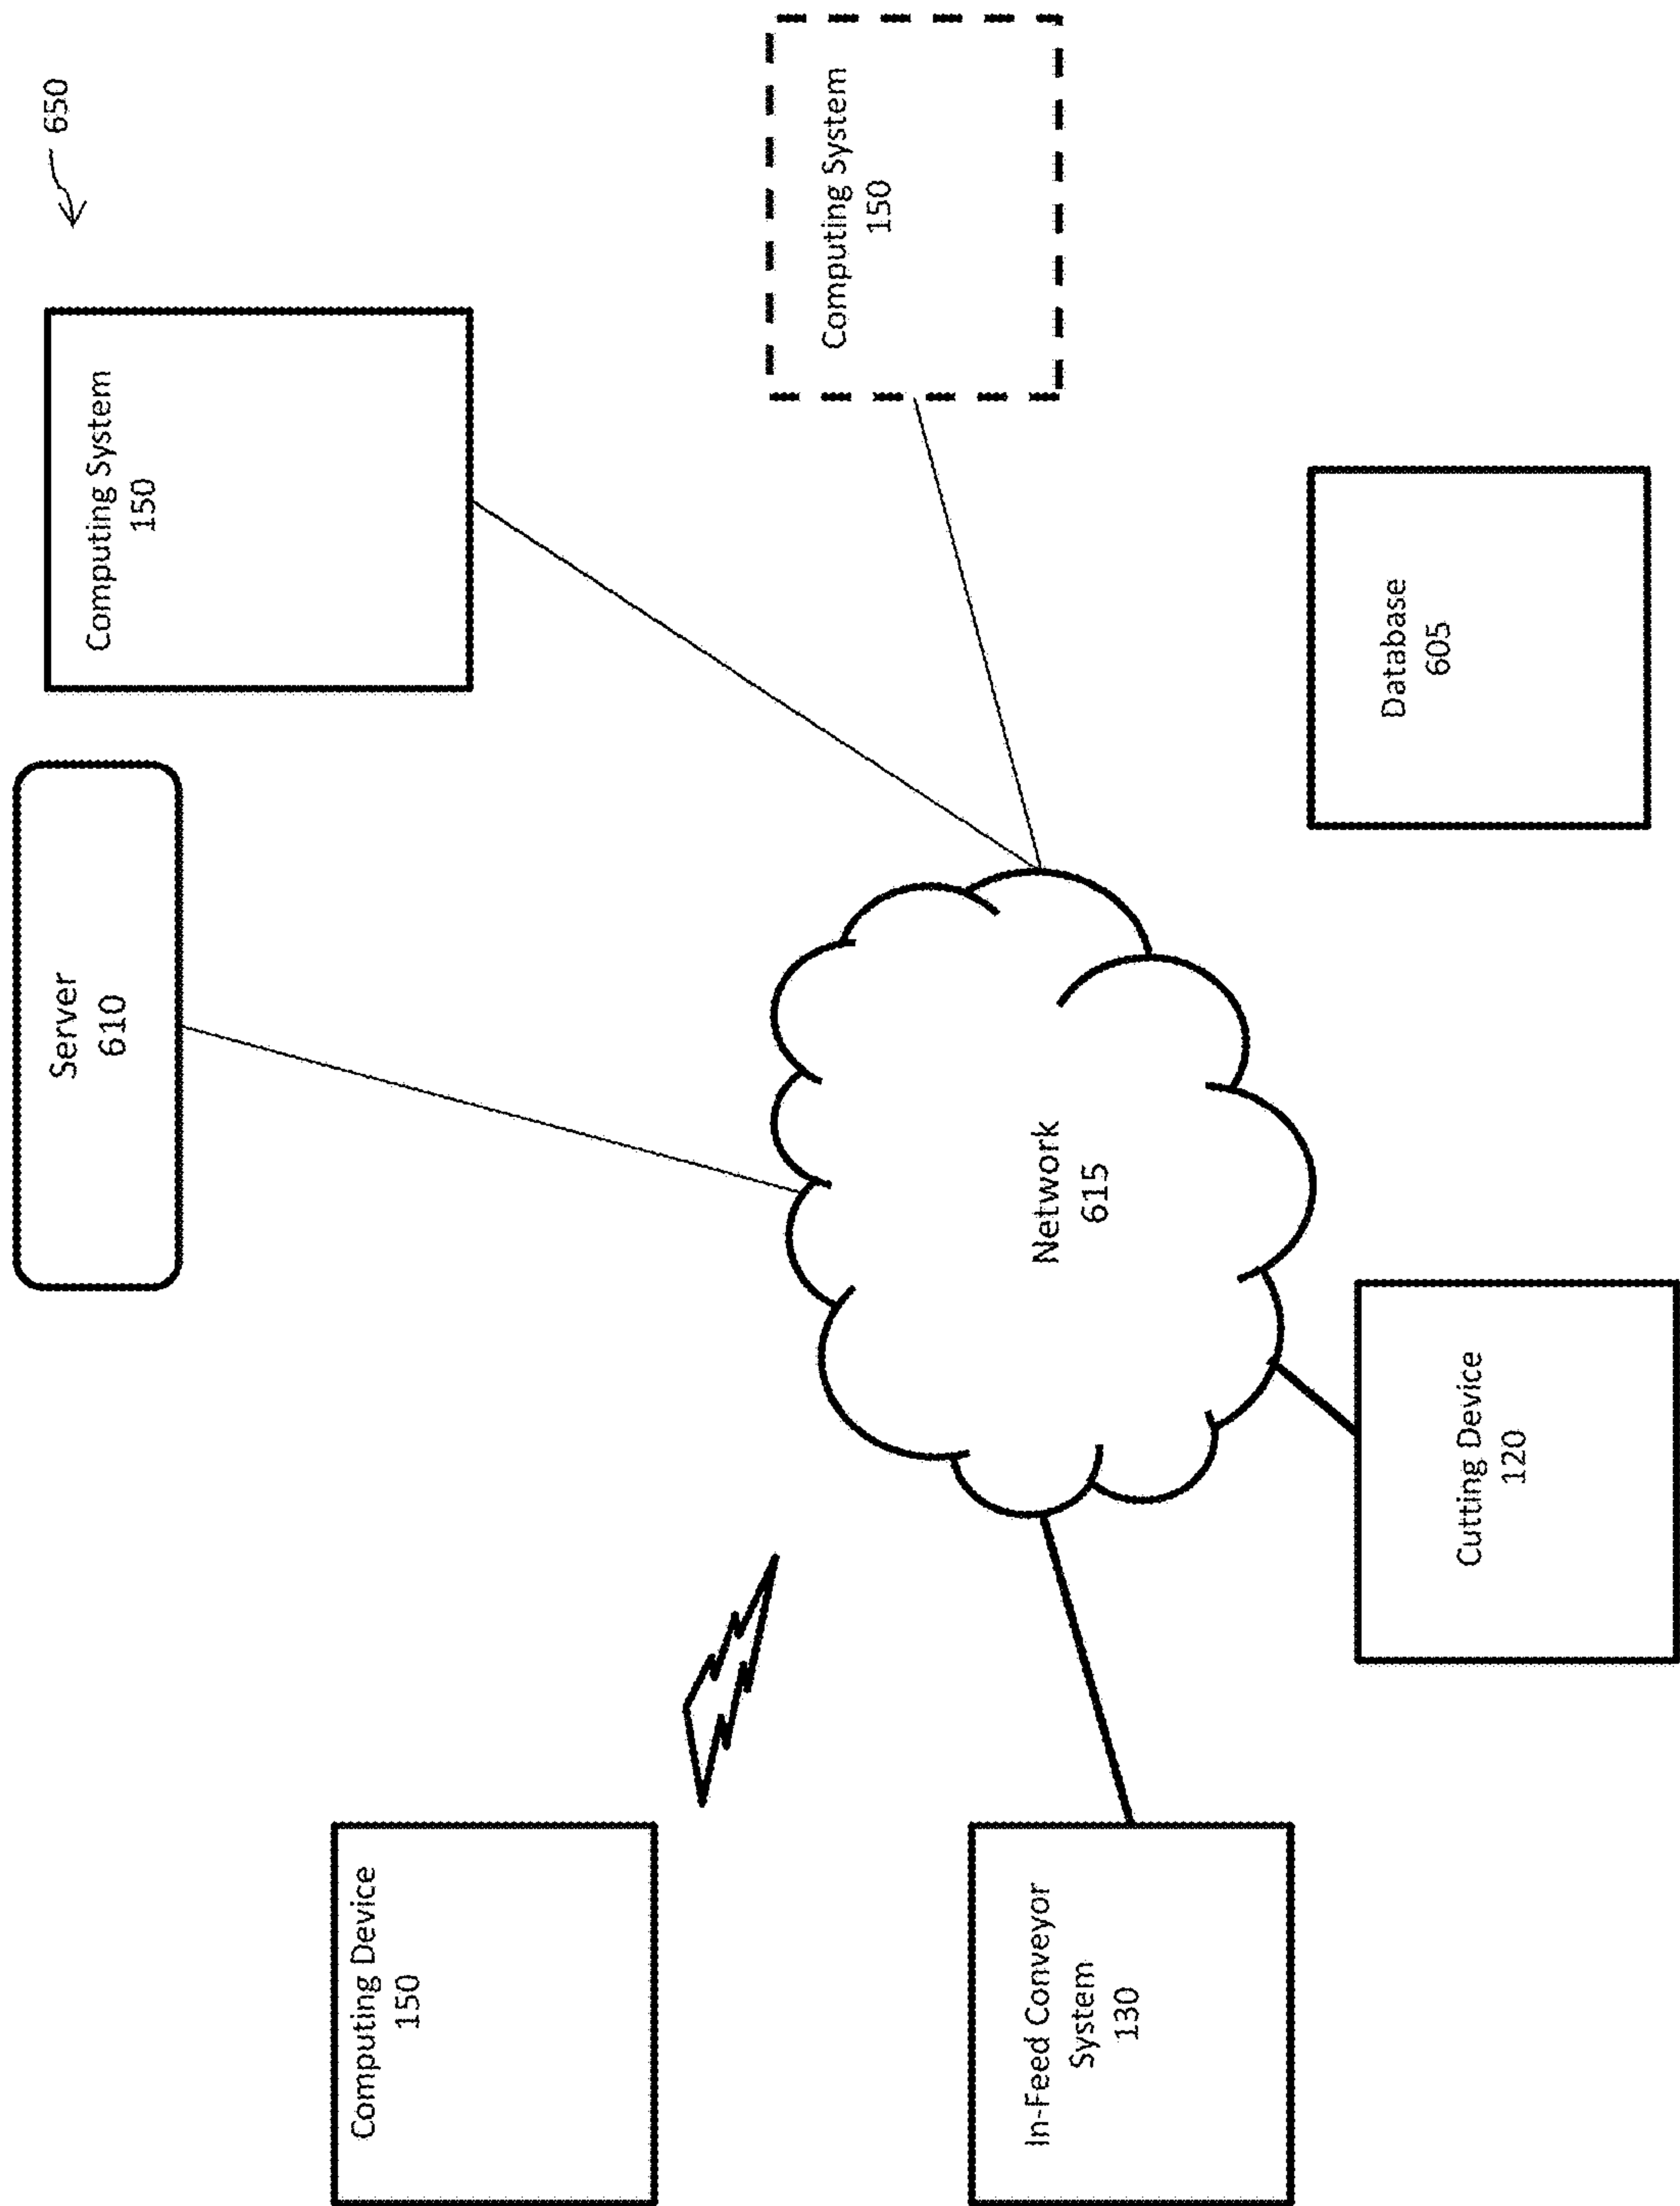 650
Server
610
Computing System
150
Computing Device
150
Computing System
150
Network
615
In-Feed Conveyor
System
130
Cutting Device
120
Database
605